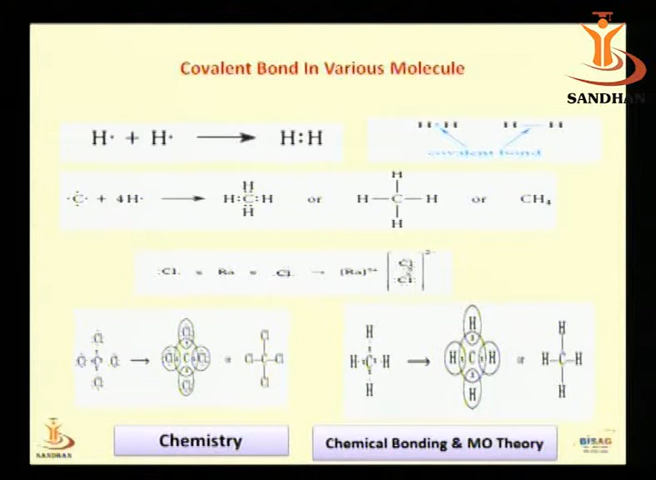 SANDHAN
Covalent Bond In Various Molecule
H· + H· ⟶ H:H
H H H — H
covalent bond
·C· + 4H· ⟶ H:C:H or H—C—H or CH₄
Cl Ra Cl → [Ra]²⁺ [Cl Cl]
Cl Cl C Cl Cl ⟶ Cl Cl C Cl Cl or Cl Cl C Cl Cl
H H C H H ⟶ H H C H H or H H—C—H H
SANDHAN
Chemistry
Chemical Bonding & MO Theory
BISAG